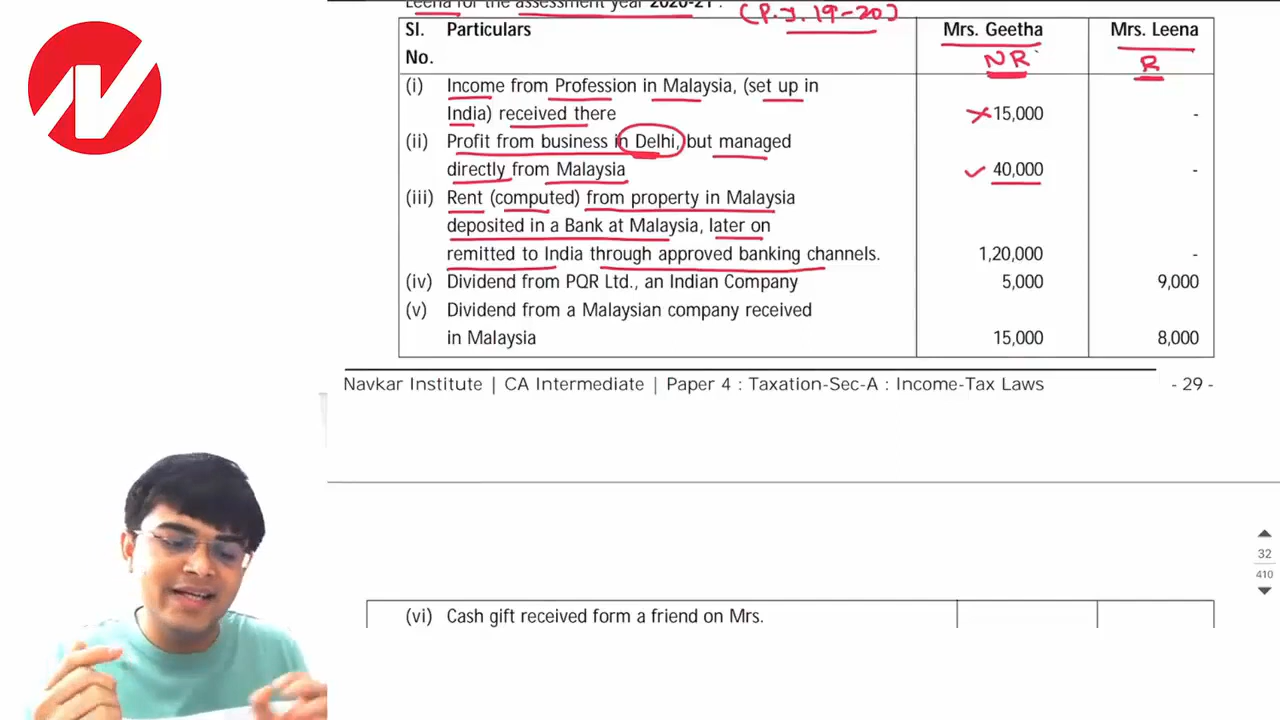 Leena for the assessment year 2020-21 :
(P.Y. 19-20)
Sl. Particulars Mrs. Geetha Mrs. Leena
No. NR R
(i) Income from Profession in Malaysia, (set up in
India) received there 15,000 -
(ii) Profit from business in Delhi, but managed
directly from Malaysia 40,000 -
(iii) Rent (computed) from property in Malaysia
deposited in a Bank at Malaysia, later on
remitted to India through approved banking channels. 1,20,000 -
(iv) Dividend from PQR Ltd., an Indian Company 5,000 9,000
(v) Dividend from a Malaysian company received
in Malaysia 15,000 8,000
Navkar Institute | CA Intermediate | Paper 4 : Taxation-Sec-A : Income-Tax Laws - 29 -
32
410
(vi) Cash gift received form a friend on Mrs.